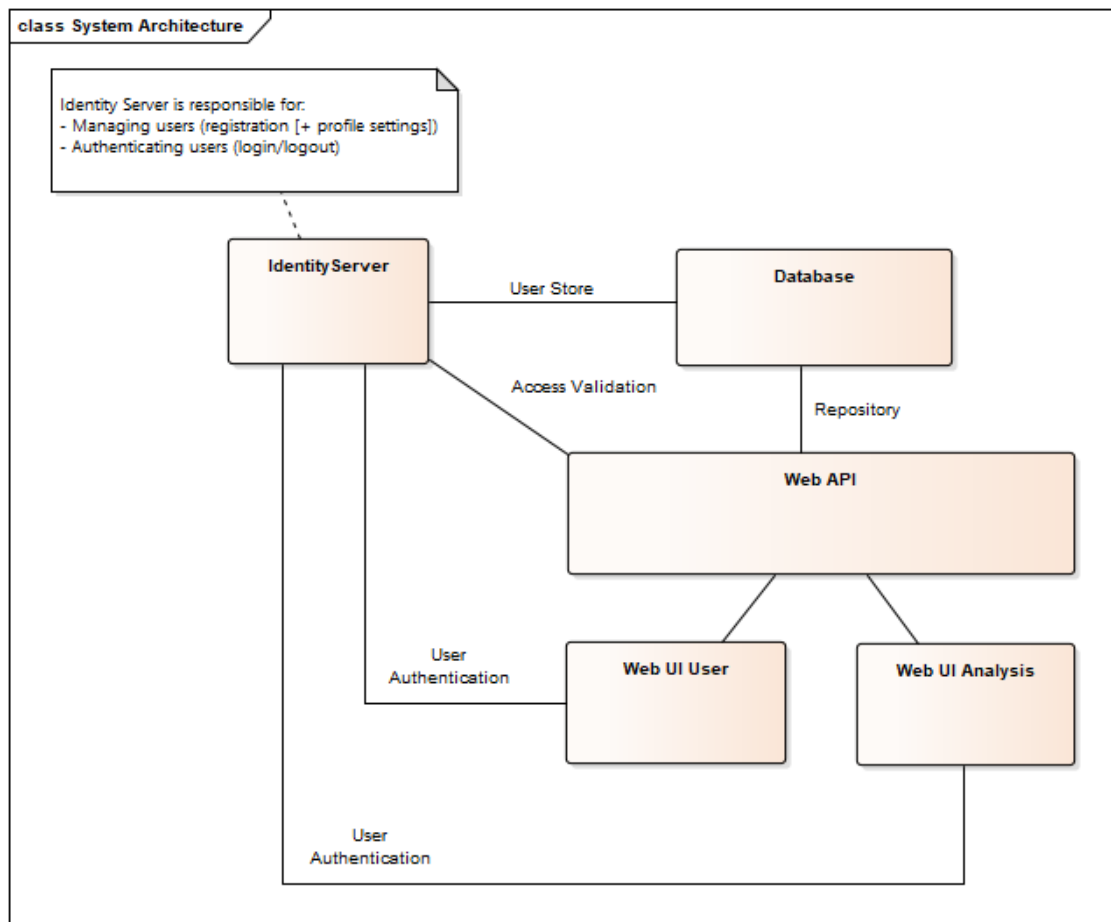 class System Architecture
Identity Server is responsible for:
- Managing users (registration [+ profile settings])
- Authenticating users (login/logout)
IdentityServer
Database
User Store
Access Validation
Repository
Web API
User
Authentication
Web UI User
Web UI Analysis
User
Authentication